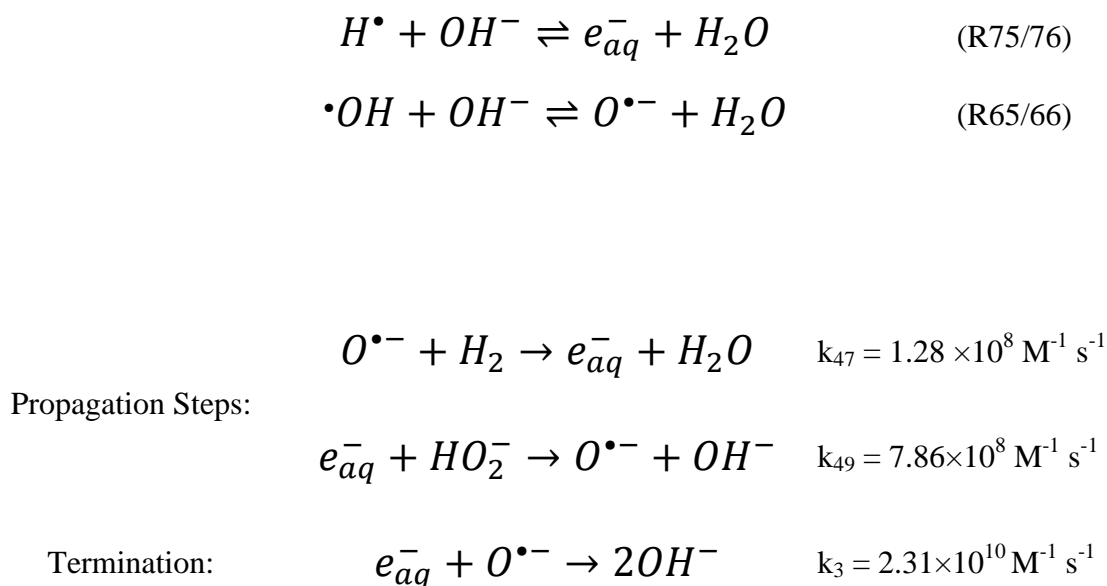 H• + OH⁻ ⇌ e⁻aq + H₂O (R75/76)
•OH + OH⁻ ⇌ O•⁻ + H₂O (R65/66)
O•⁻ + H₂ → e⁻aq + H₂O k₄₇ = 1.28 ×10⁸ M⁻¹ s⁻¹
Propagation Steps:
e⁻aq + HO₂⁻ → O•⁻ + OH⁻ k₄₉ = 7.86×10⁸ M⁻¹ s⁻¹
Termination: e⁻aq + O•⁻ → 2OH⁻ k₃ = 2.31×10¹⁰ M⁻¹ s⁻¹